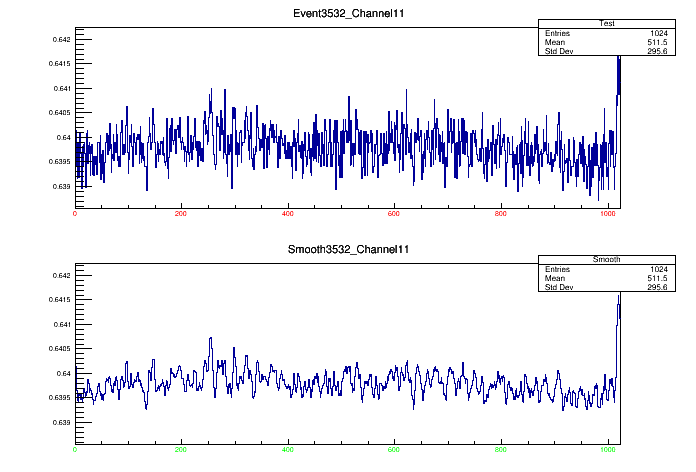 Event3532_Channel11
Test
Entries 1024
Mean 511.5
Std Dev 295.6
0.642
0.6415
0.641
0.6405
0.64
0.6395
0.639
0 200 400 600 800 1000
Smooth3532_Channel11
Smooth
Entries 1024
Mean 511.5
Std Dev 295.6
0.642
0.6415
0.641
0.6405
0.64
0.6395
0.639
0 200 400 600 800 1000